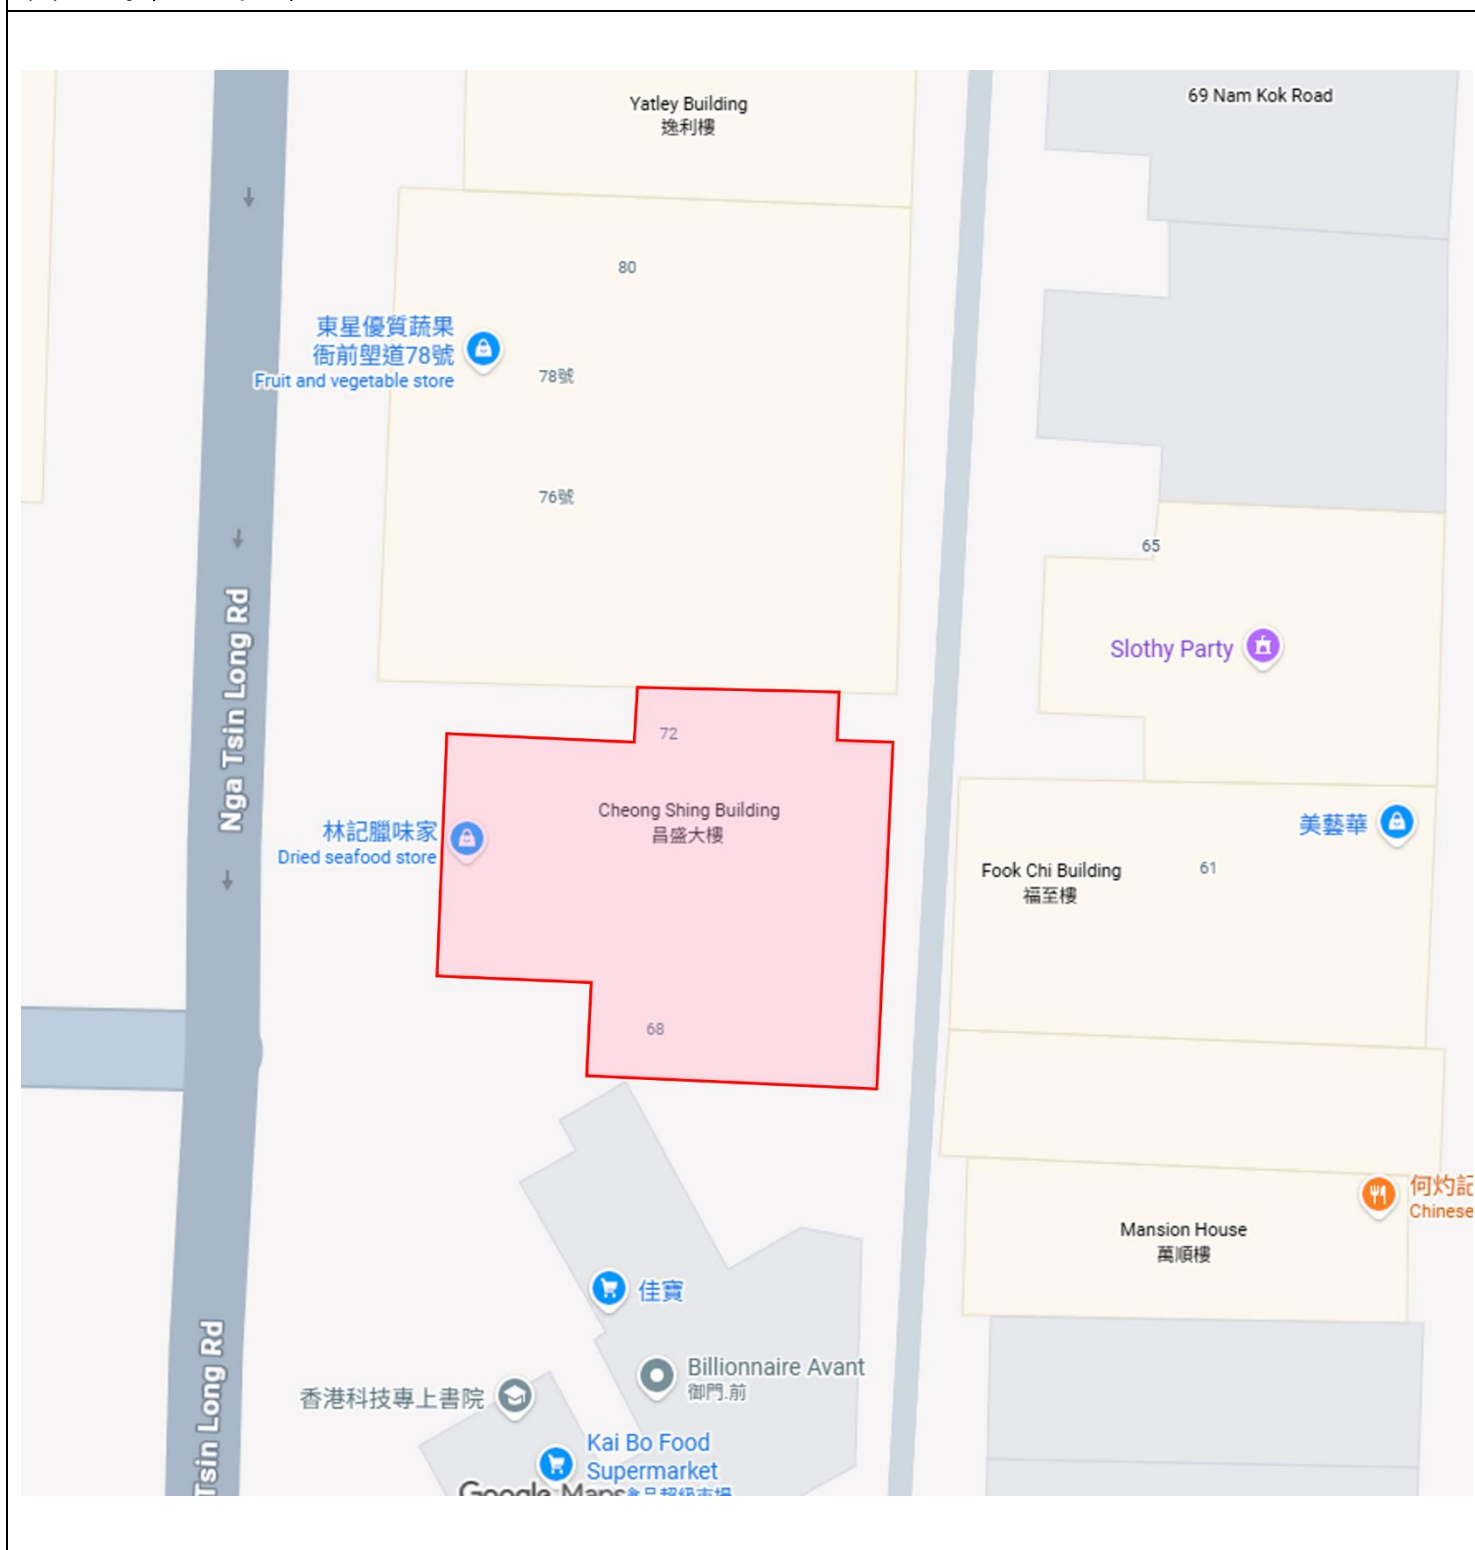 Yatley Building
逸利樓
69 Nam Kok Road
80
東星優質蔬果
衙前塱道78號
Fruit and vegetable store
78號
76號
65
Nga Tsin Long Rd
Slothy Party
72
Cheong Shing Building
昌盛大樓
林記臘味家
Dried seafood store
美藝華
Fook Chi Building
福至樓
61
68
何灼記
Chinese
Mansion House
萬順樓
佳寶
Billionnaire Avant
御門.前
香港科技專上書院
Tsin Long Rd
Kai Bo Food
Supermarket
Google Maps